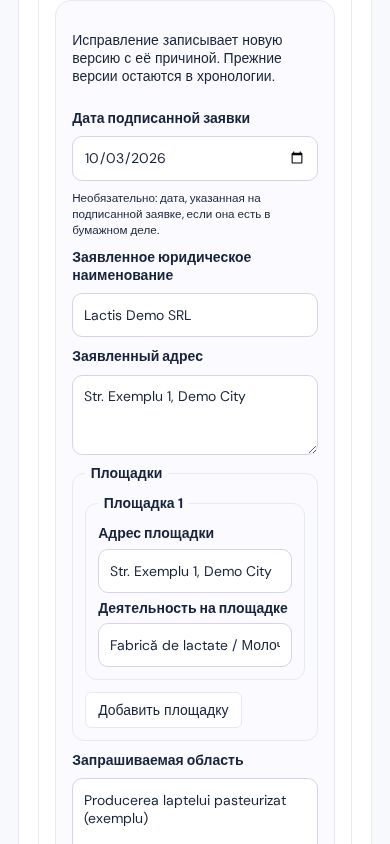 Исправление записывает новую
версию с её причиной. Прежние
версии остаются в хронологии.
Дата подписанной заявки
10/03/2026
Необязательно: дата, указанная на
подписанной заявке, если она есть в
бумажном деле.
Заявленное юридическое
наименование
Lactis Demo SRL
Заявленный адрес
Str. Exemplu 1, Demo City
Площадки
Площадка 1
Адрес площадки
Str. Exemplu 1, Demo City
Деятельность на площадке
Fabrică de lactate /
Добавить площадку
Запрашиваемая область
Producerea laptelui pasteurizat
(exemplu)